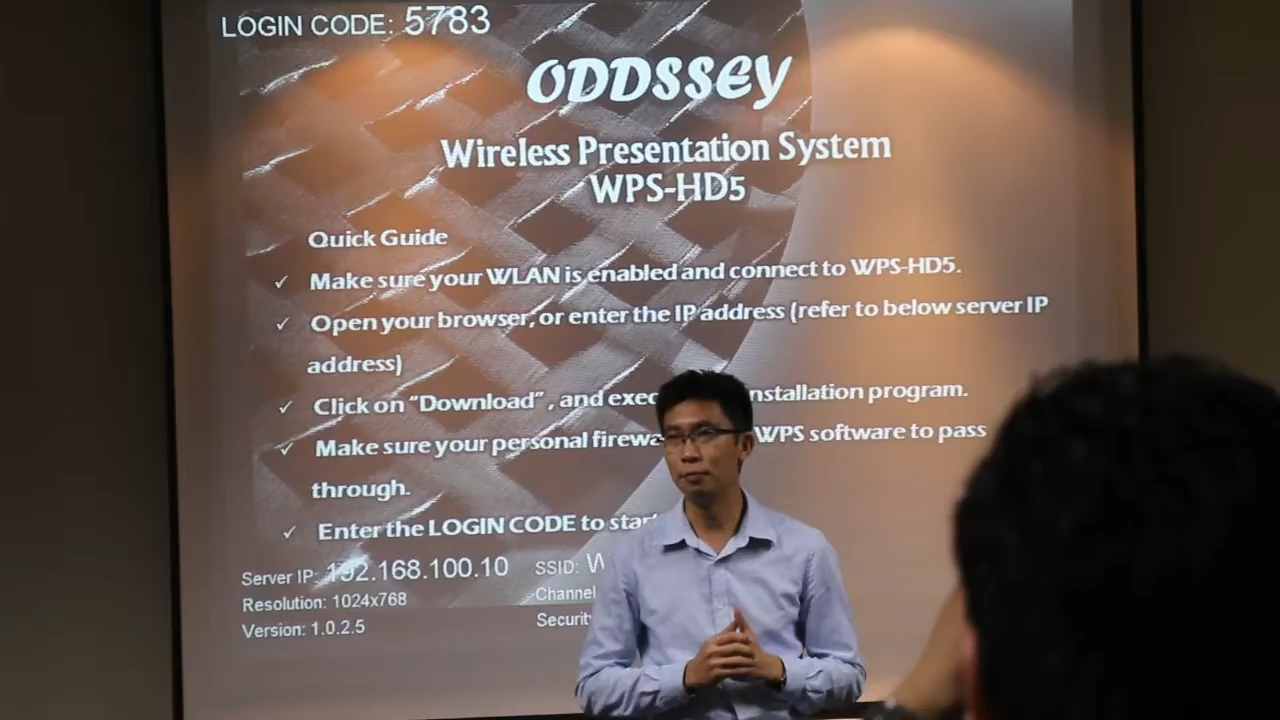 LOGIN CODE: 5783
ODDSSEY
Wireless Presentation System
WPS-HD5
Quick Guide
✓ Make sure your WLAN is enabled and connect to WPS-HD5.
✓ Open your browser, or enter the IP address (refer to below server IP
address)
✓ Click on “Download”, and exec nstallation program.
✓ Make sure your personal firewa WPS software to pass
through.
✓ Enter the LOGIN CODE to star
Server IP: 192.168.100.10 SSID: W
Resolution: 1024x768 Channel
Version: 1.0.2.5 Security